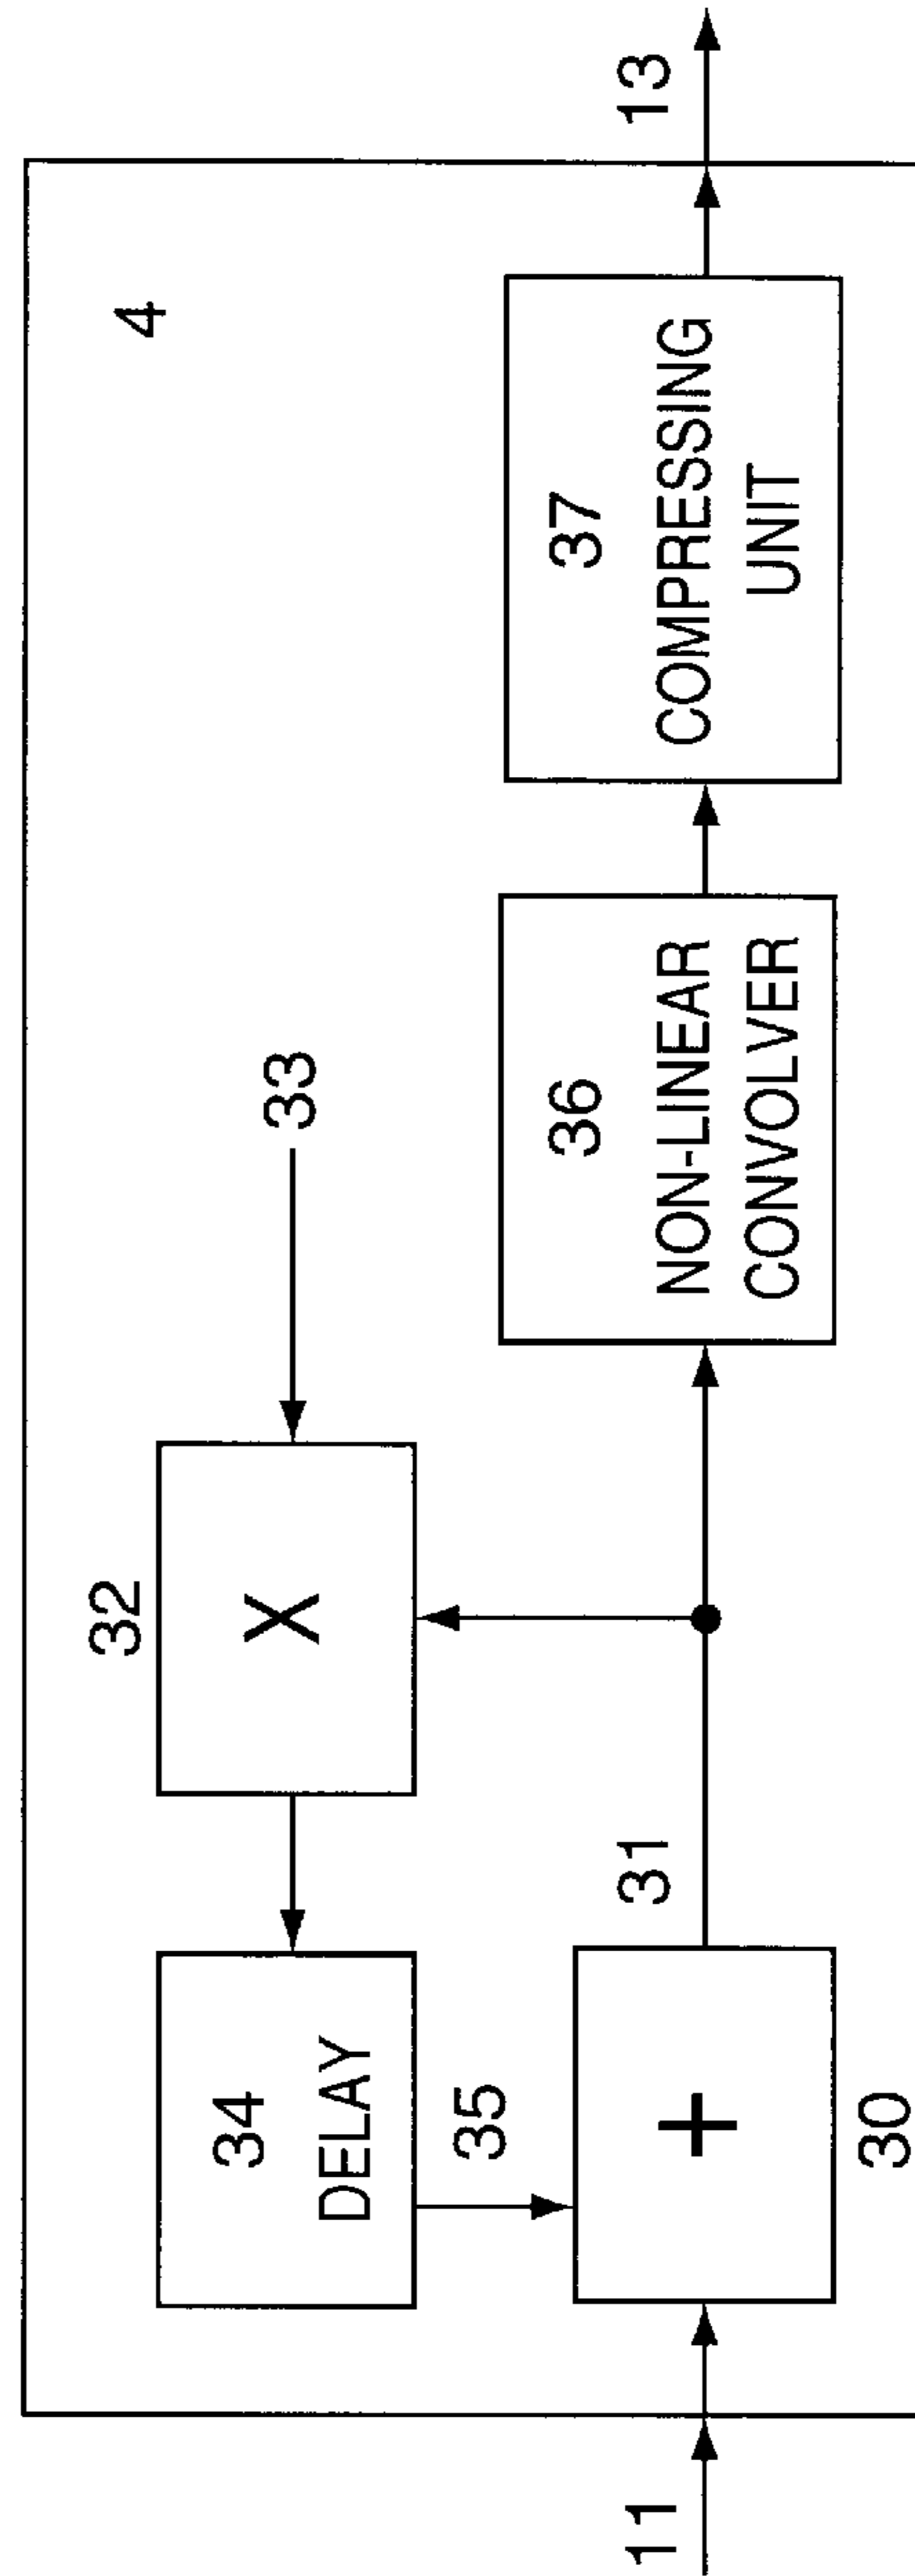 4
32
X
33
34
DELAY
35
11
+
30
31
36
NON-LINEAR
CONVOLVER
37
COMPRESSING
UNIT
13